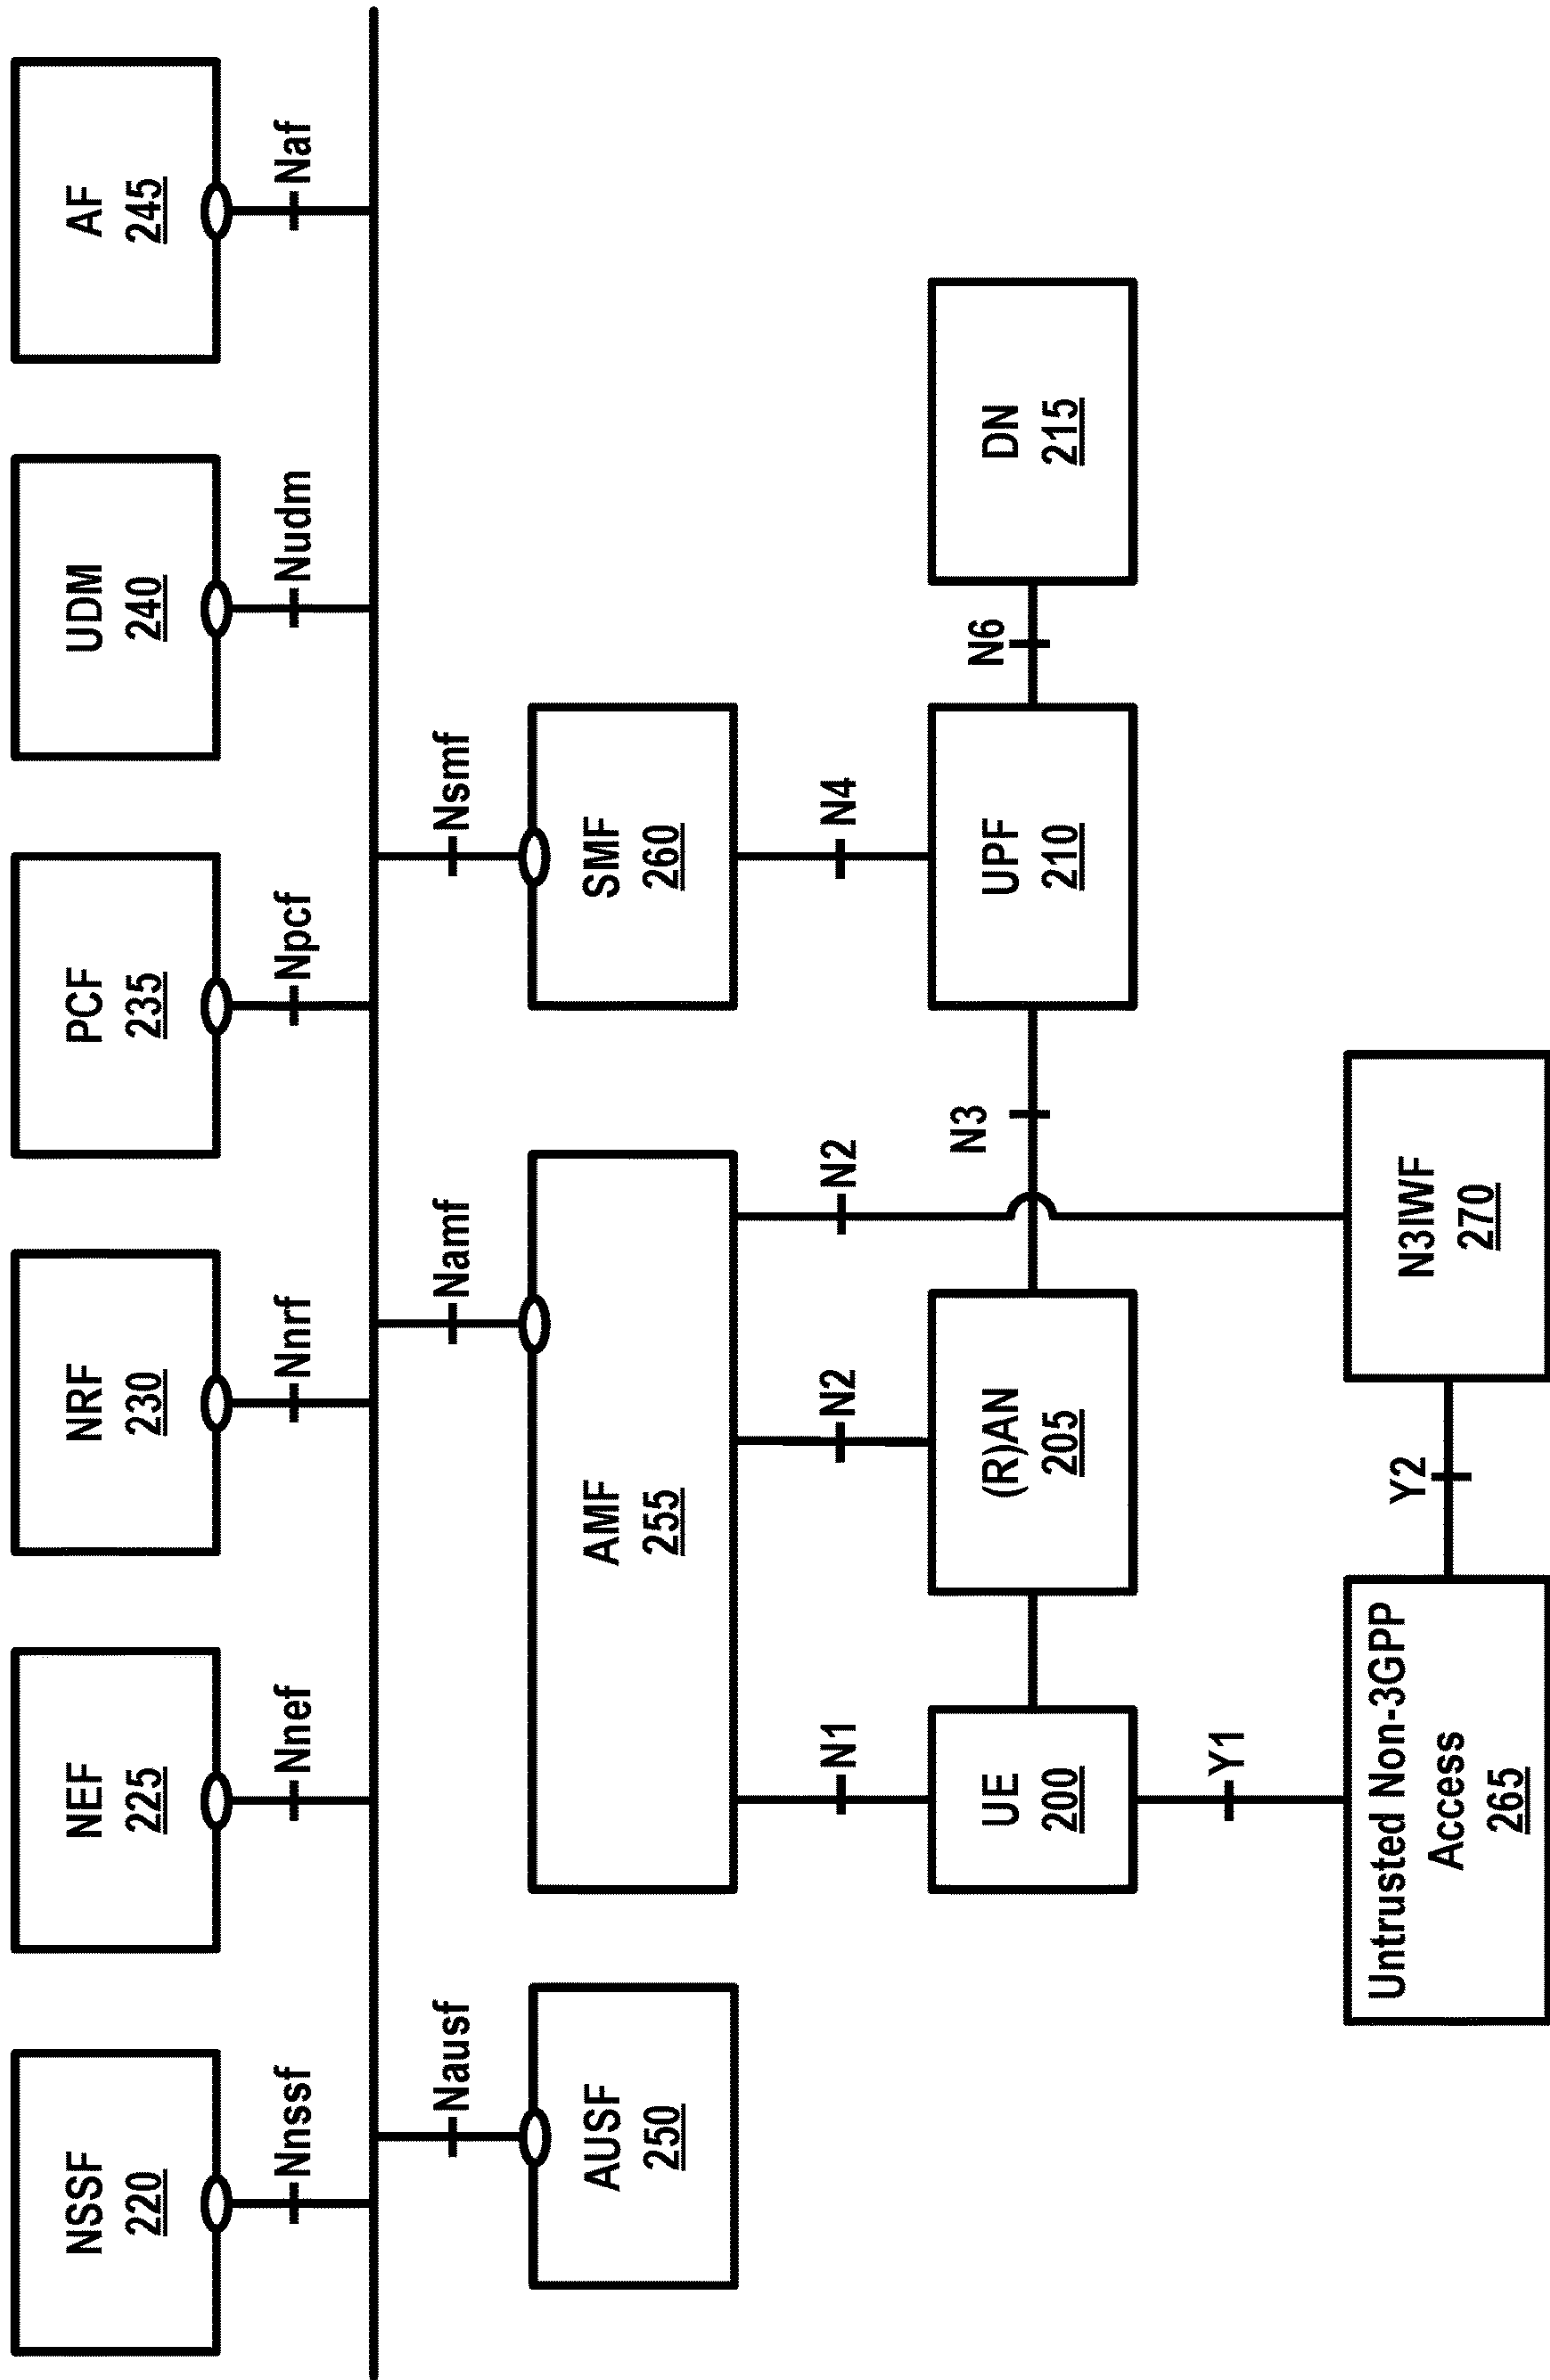 NSSF
220
NEF
225
NRF
230
PCF
235
UDM
240
AF
245
Nnssf
Nnef
Nnrf
Npcf
Nudm
Naf
Nausf
Namf
Nsmf
AUSF
250
AMF
255
SMF
260
N1
N2
N2
N4
UE
200
(R)AN
205
N3
UPF
210
N6
DN
215
Y1
Untrusted Non-3GPP
Access
265
Y2
N3IWF
270